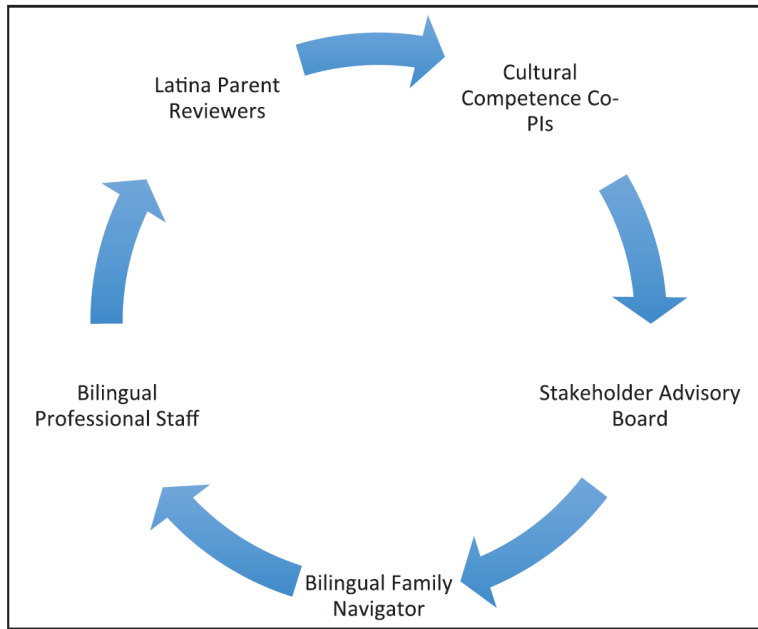 Latina Parent
Reviewers
Cultural
Competence Co-
PIs
Stakeholder Advisory
Board
Bilingual Family
Navigator
Bilingual
Professional Staff